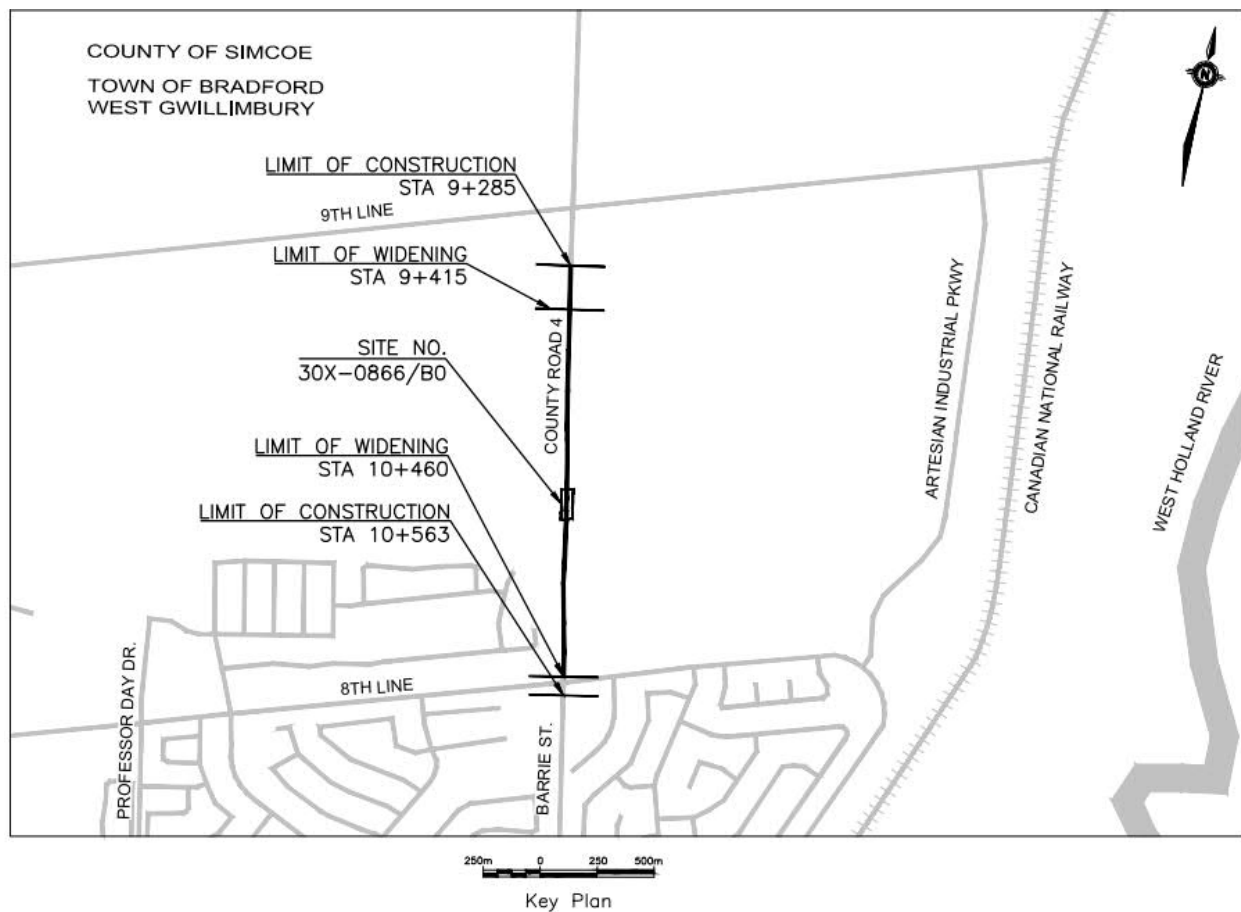 COUNTY OF SIMCOE
TOWN OF BRADFORD
WEST GWILLIMBURY
N
LIMIT OF CONSTRUCTION
STA 9+285
9TH LINE
LIMIT OF WIDENING
STA 9+415
COUNTY ROAD 4
SITE NO.
30X-0866/B0
LIMIT OF WIDENING
STA 10+460
LIMIT OF CONSTRUCTION
STA 10+563
ARTESIAN INDUSTRIAL PKWY
CANADIAN NATIONAL RAILWAY
WEST HOLLAND RIVER
8TH LINE
PROFESSOR DAY DR.
BARRIE ST.
250m 0 250 500m
Key Plan